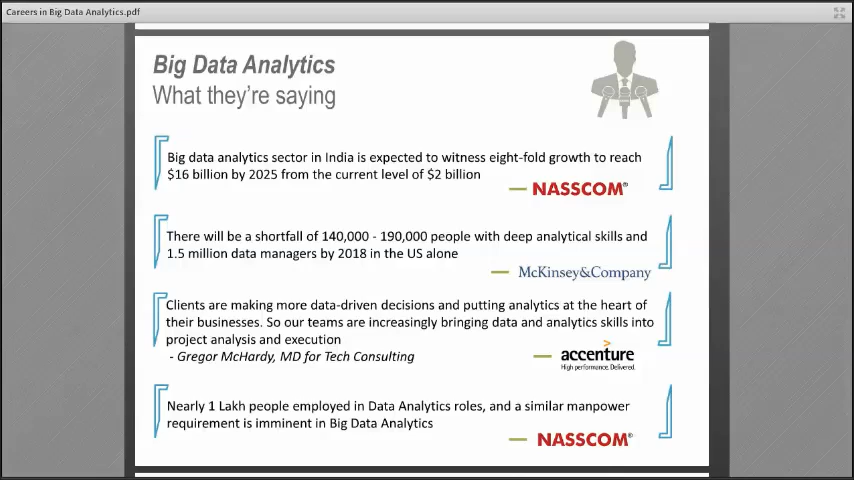 Careers in Big Data Analytics.pdf
Big Data Analytics
What they're saying
Big data analytics sector in India is expected to witness eight-fold growth to reach
$16 billion by 2025 from the current level of $2 billion
— NASSCOM®
There will be a shortfall of 140,000 - 190,000 people with deep analytical skills and
1.5 million data managers by 2018 in the US alone
— McKinsey&Company
Clients are making more data-driven decisions and putting analytics at the heart of
their businesses. So our teams are increasingly bringing data and analytics skills into
project analysis and execution
- Gregor McHardy, MD for Tech Consulting
— accenture
High performance. Delivered.
Nearly 1 Lakh people employed in Data Analytics roles, and a similar manpower
requirement is imminent in Big Data Analytics
— NASSCOM®